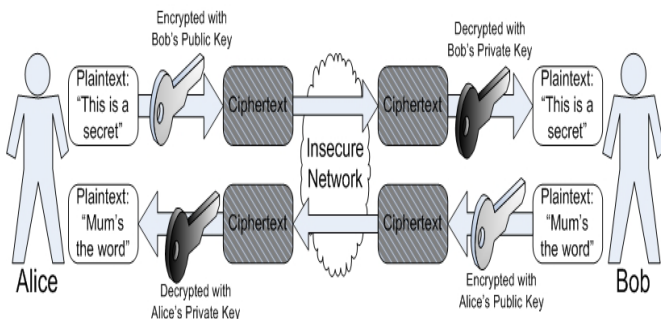 Encrypted with
Bob's Public Key
Decrypted with
Bob's Private Key
Plaintext:
"This is a
secret"
Ciphertext
Ciphertext
Plaintext:
"This is a
secret"
Insecure
Network
Plaintext:
"Mum's
the word"
Ciphertext
Ciphertext
Plaintext:
"Mum's
the word"
Alice
Decrypted with
Alice's Private Key
Encrypted with
Alice's Public Key
Bob